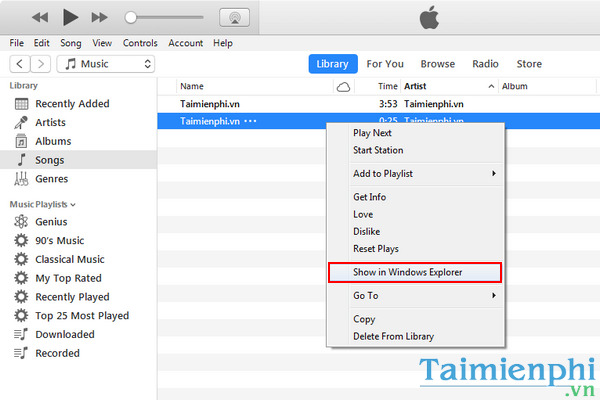 File Edit Song View Controls Account Help
Music
Library For You Browse Radio Store
Library
Recently Added
Artists
Albums
Songs
Genres
Music Playlists
Genius
90's Music
Classical Music
My Top Rated
Recently Played
Top 25 Most Played
Downloaded
Recorded
Name Time Artist Album
Taimienphi.vn 3:53 Taimienphi.vn
Taimienphi.vn ··· 0:25 Taimienphi.vn
Play Next
Start Station
Add to Playlist
Get Info
Love
Dislike
Reset Plays
Show in Windows Explorer
Go To
Copy
Delete From Library
Taimienphi
.vn